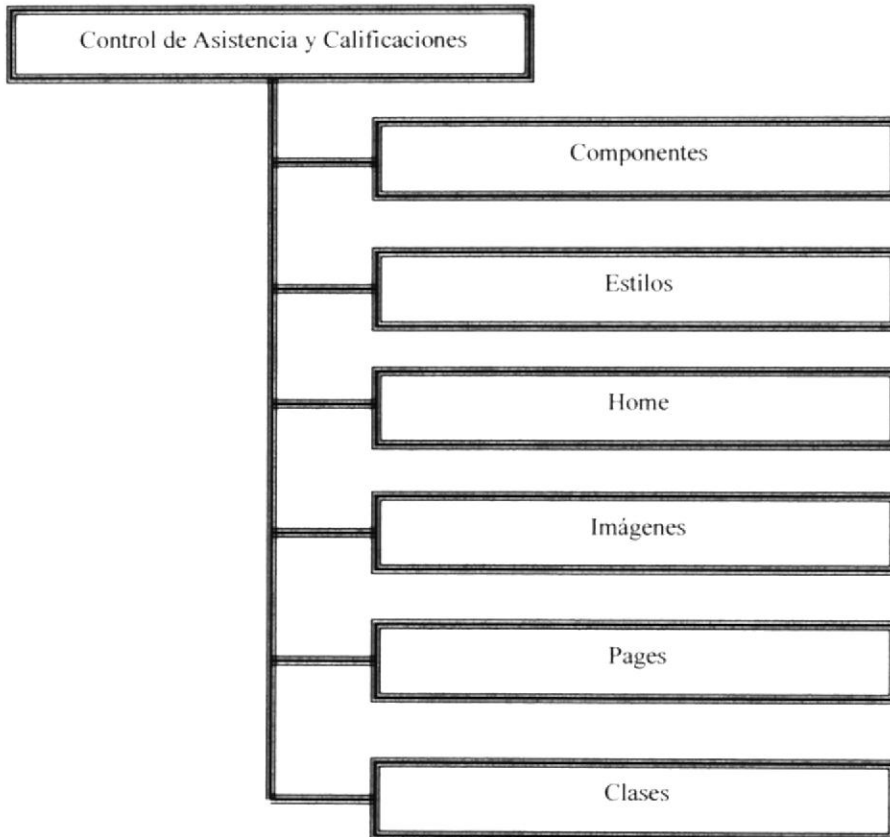 Control de Asistencia y Calificaciones
Componentes
Estilos
Home
Imágenes
Pages
Clases